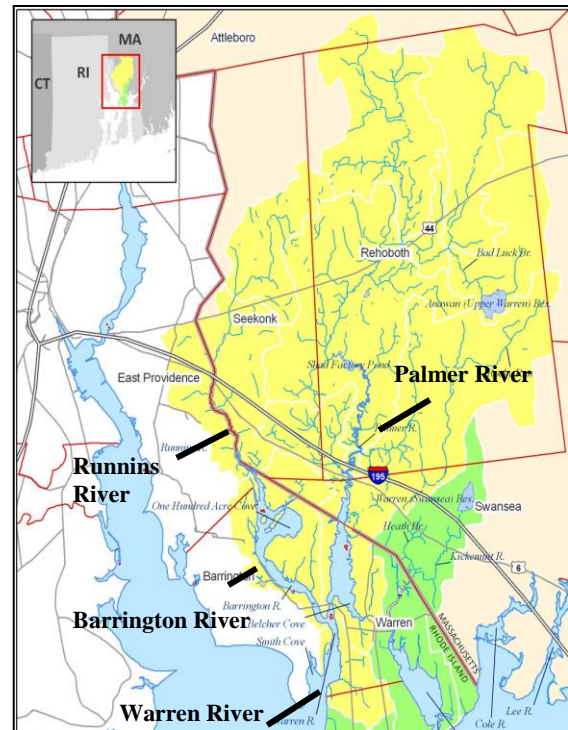 MA
Attleboro
CT
RI
44
Rehoboth
Bad Luck Br.
Anawan (Upper Warren) Res.
Seekonk
Shad Factory Pond
Palmer River
East Providence
Palmer R.
Runnins R.
Runnins
River
195
Warren (Swansea) Res.
One Hundred Acre Cove
Swansea
Heath Br.
Kickemuit R.
6
Barrington
Barrington R.
Barrington River
Belcher Cove
Warren
MASSACHUSETTS
RHODE ISLAND
Smith Cove
Lee R.
Warren River
Warren R.
Cole R.